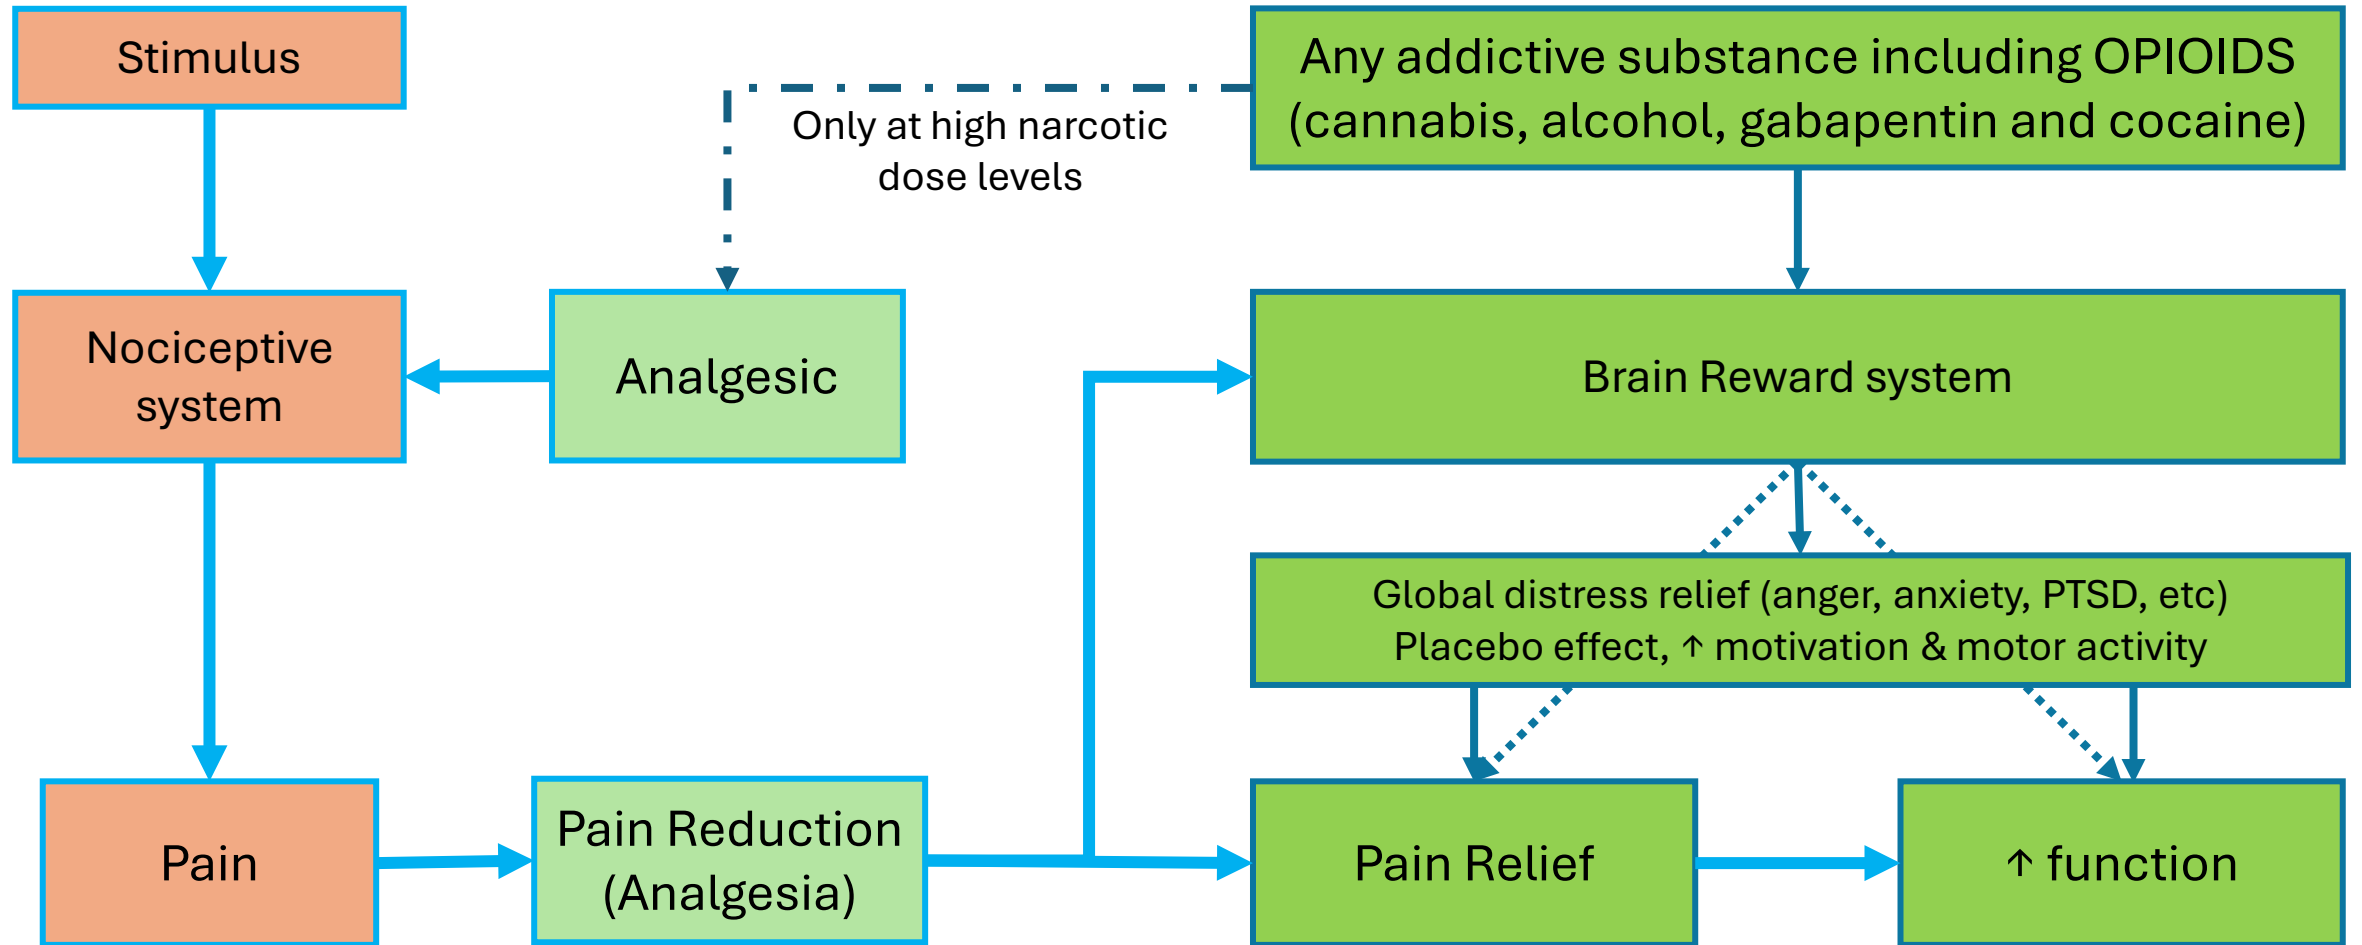 Stimulus
Any addictive substance including OPIOIDS
(cannabis, alcohol, gabapentin and cocaine)
Only at high narcotic
dose levels
Nociceptive
system
Analgesic
Brain Reward system
Global distress relief (anger, anxiety, PTSD, etc)
Placebo effect, ↑ motivation & motor activity
Pain
Pain Reduction
(Analgesia)
Pain Relief
↑ function